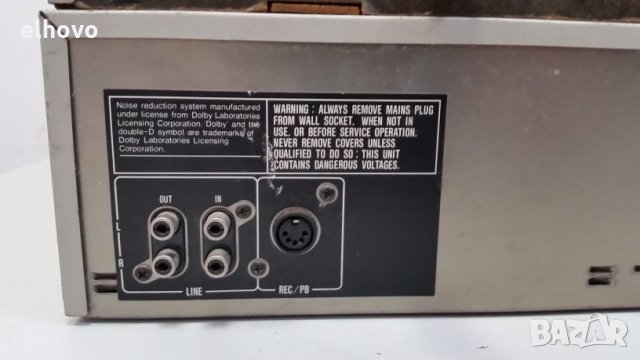 elhovo
Noise reduction system manufactured
under license from Dolby Laboratories
Licensing Corporation. 'Dolby' and the
double-D symbol are trademarks of
Dolby Laboratories Licensing
Corporation.
WARNING : ALWAYS REMOVE MAINS PLUG
FROM WALL SOCKET. WHEN NOT IN
USE. OR BEFORE SERVICE OPERATION.
NEVER REMOVE COVERS UNLESS
QUALIFIED TO DO SO : THIS UNIT
CONTAINS DANGEROUS VOLTAGES.
OUT IN
L
R
LINE
REC/PB
BAZAR
bg